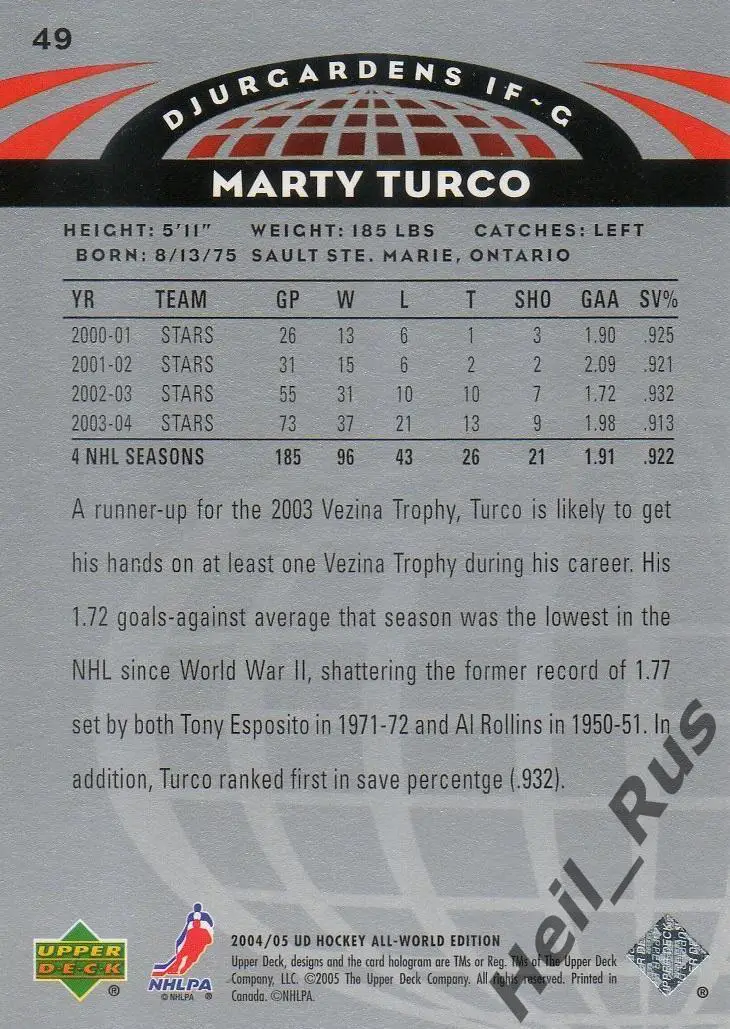 49
DJURGARDENS IF~G
MARTY TURCO
HEIGHT: 5'11" WEIGHT: 185 LBS CATCHES: LEFT
BORN: 8/13/75 SAULT STE. MARIE, ONTARIO
YR TEAM GP W L T SHO GAA SV%
2000-01 STARS 26 13 6 1 3 1.90 .925
2001-02 STARS 31 15 6 2 2 2.09 .921
2002-03 STARS 55 31 10 10 7 1.72 .932
2003-04 STARS 73 37 21 13 9 1.98 .913
4 NHL SEASONS 185 96 43 26 21 1.91 .922
A runner-up for the 2003 Vezina Trophy, Turco is likely to get
his hands on at least one Vezina Trophy during his career. His
1.72 goals-against average that season was the lowest in the
NHL since World War II, shattering the former record of 1.77
set by both Tony Esposito in 1971-72 and Al Rollins in 1950-51. In
addition, Turco ranked first in save percentge (.932).
Heil_Rus
UPPER
DECK
®
NHLPA
© NHLPA ®
2004/05 UD HOCKEY ALL-WORLD EDITION
Upper Deck, designs and the card hologram are TMs or Reg. TMs of The Upper Deck
Company, LLC. ©2005 The Upper Deck Company. All rights reserved. Printed in
Canada. ©NHLPA.
UPPER DECK
®